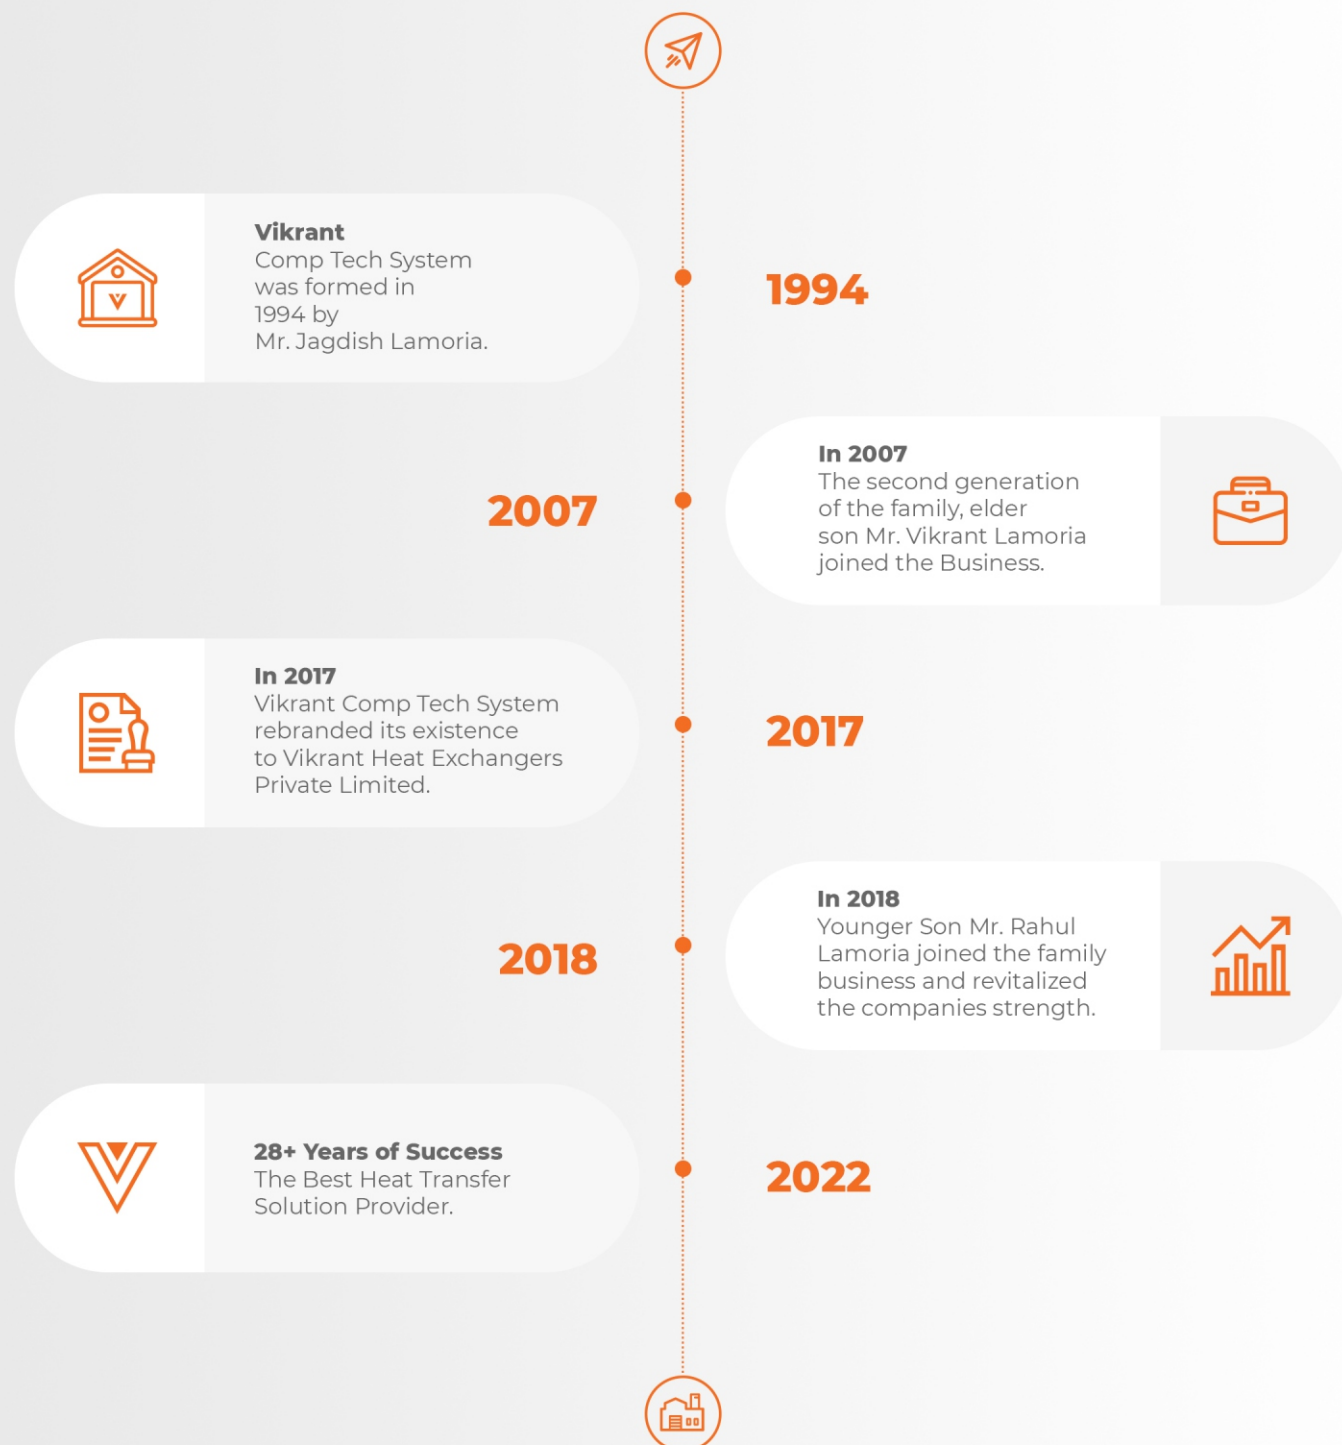 Vikrant
Comp Tech System
was formed in
1994 by
Mr. Jagdish Lamoria.
1994
2007
In 2007
The second generation
of the family, elder
son Mr. Vikrant Lamoria
joined the Business.
In 2017
Vikrant Comp Tech System
rebranded its existence
to Vikrant Heat Exchangers
Private Limited.
2017
2018
In 2018
Younger Son Mr. Rahul
Lamoria joined the family
business and revitalized
the companies strength.
28+ Years of Success
The Best Heat Transfer
Solution Provider.
2022